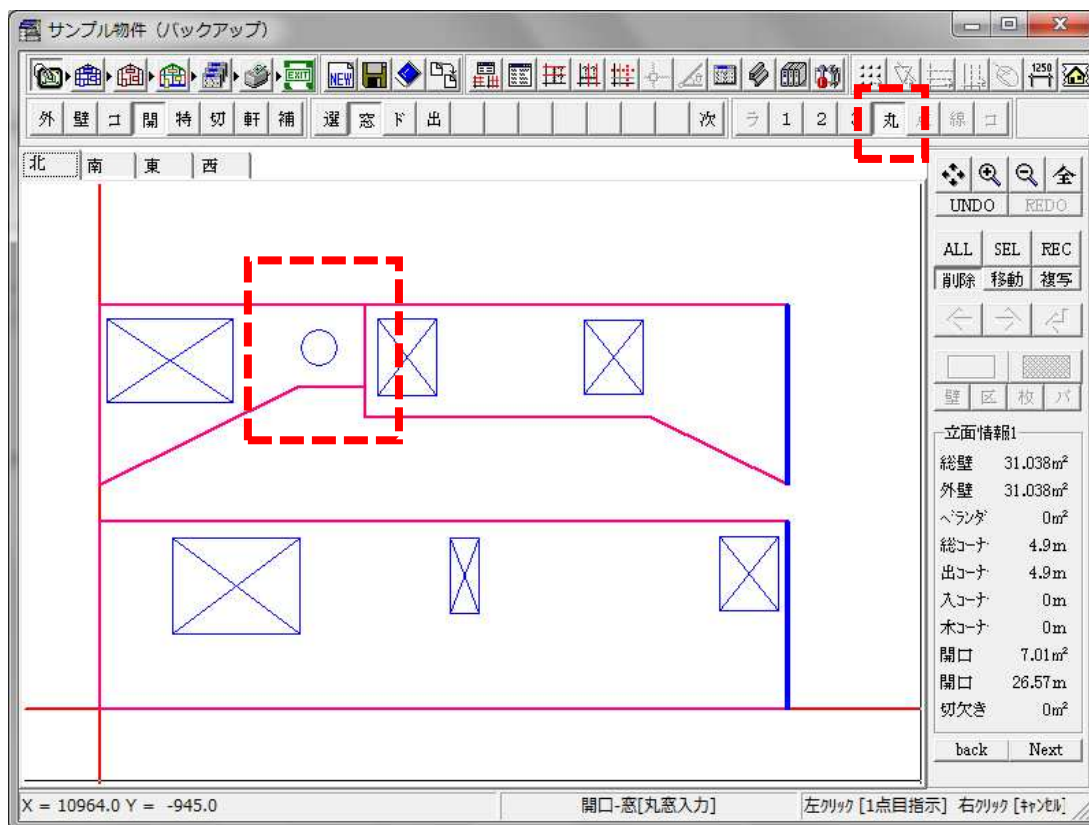 サンプル物件 (バックアップ)
EXIT NEW 1250
外 壁 コ 開 特 切 軒 補 選 窓 ド 出 次 ラ 1 2 3 丸 線 コ
北 南 東 西
全
UNDO REDO
ALL SEL REC
削除 移動 複写
壁 区 枚 パ
立面情報1
総壁 31.038m²
外壁 31.038m²
ベランダ 0m²
総コーナ 4.9m
出コーナ 4.9m
入コーナ 0m
木コーナ 0m
開口 7.01m²
開口 26.57m
切欠き 0m²
back Next
X = 10964.0 Y = -945.0 開口-窓[丸窓入力] 左クリック [1点目指示] 右クリック [キャンセル]